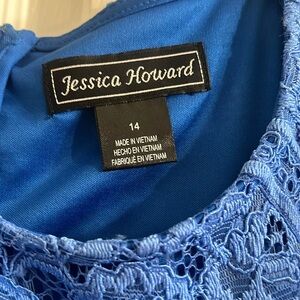 Jessica Howard
14
MADE IN VIETNAM
HECHO EN VIETNAM
FABRIQUÉ EN VIETNAM